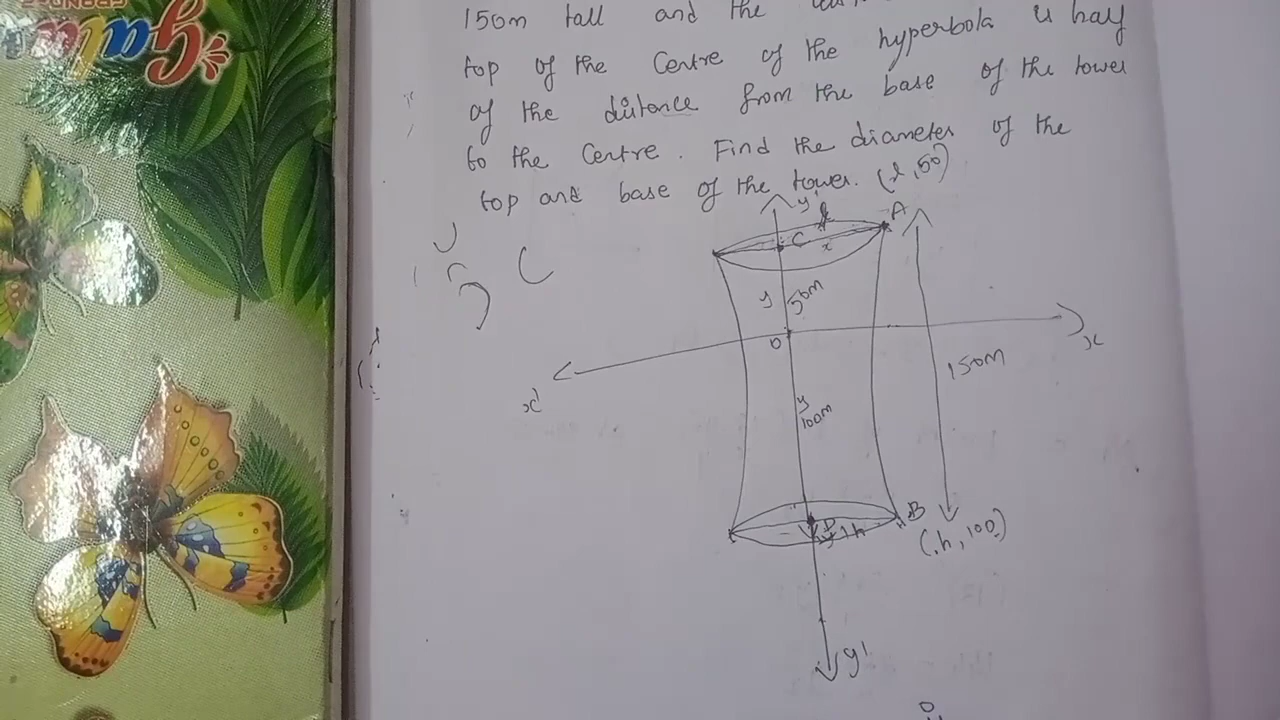 150m tall and the
top of the Centre of the hyperbola is half
of the distance from the base of the tower
to the Centre. Find the diameter of the
top and base of the tower. (l, 50)
y
A
C
x
y
50m
O
x
x'
150m
y
100m
B
D
h
(h, 100)
y'